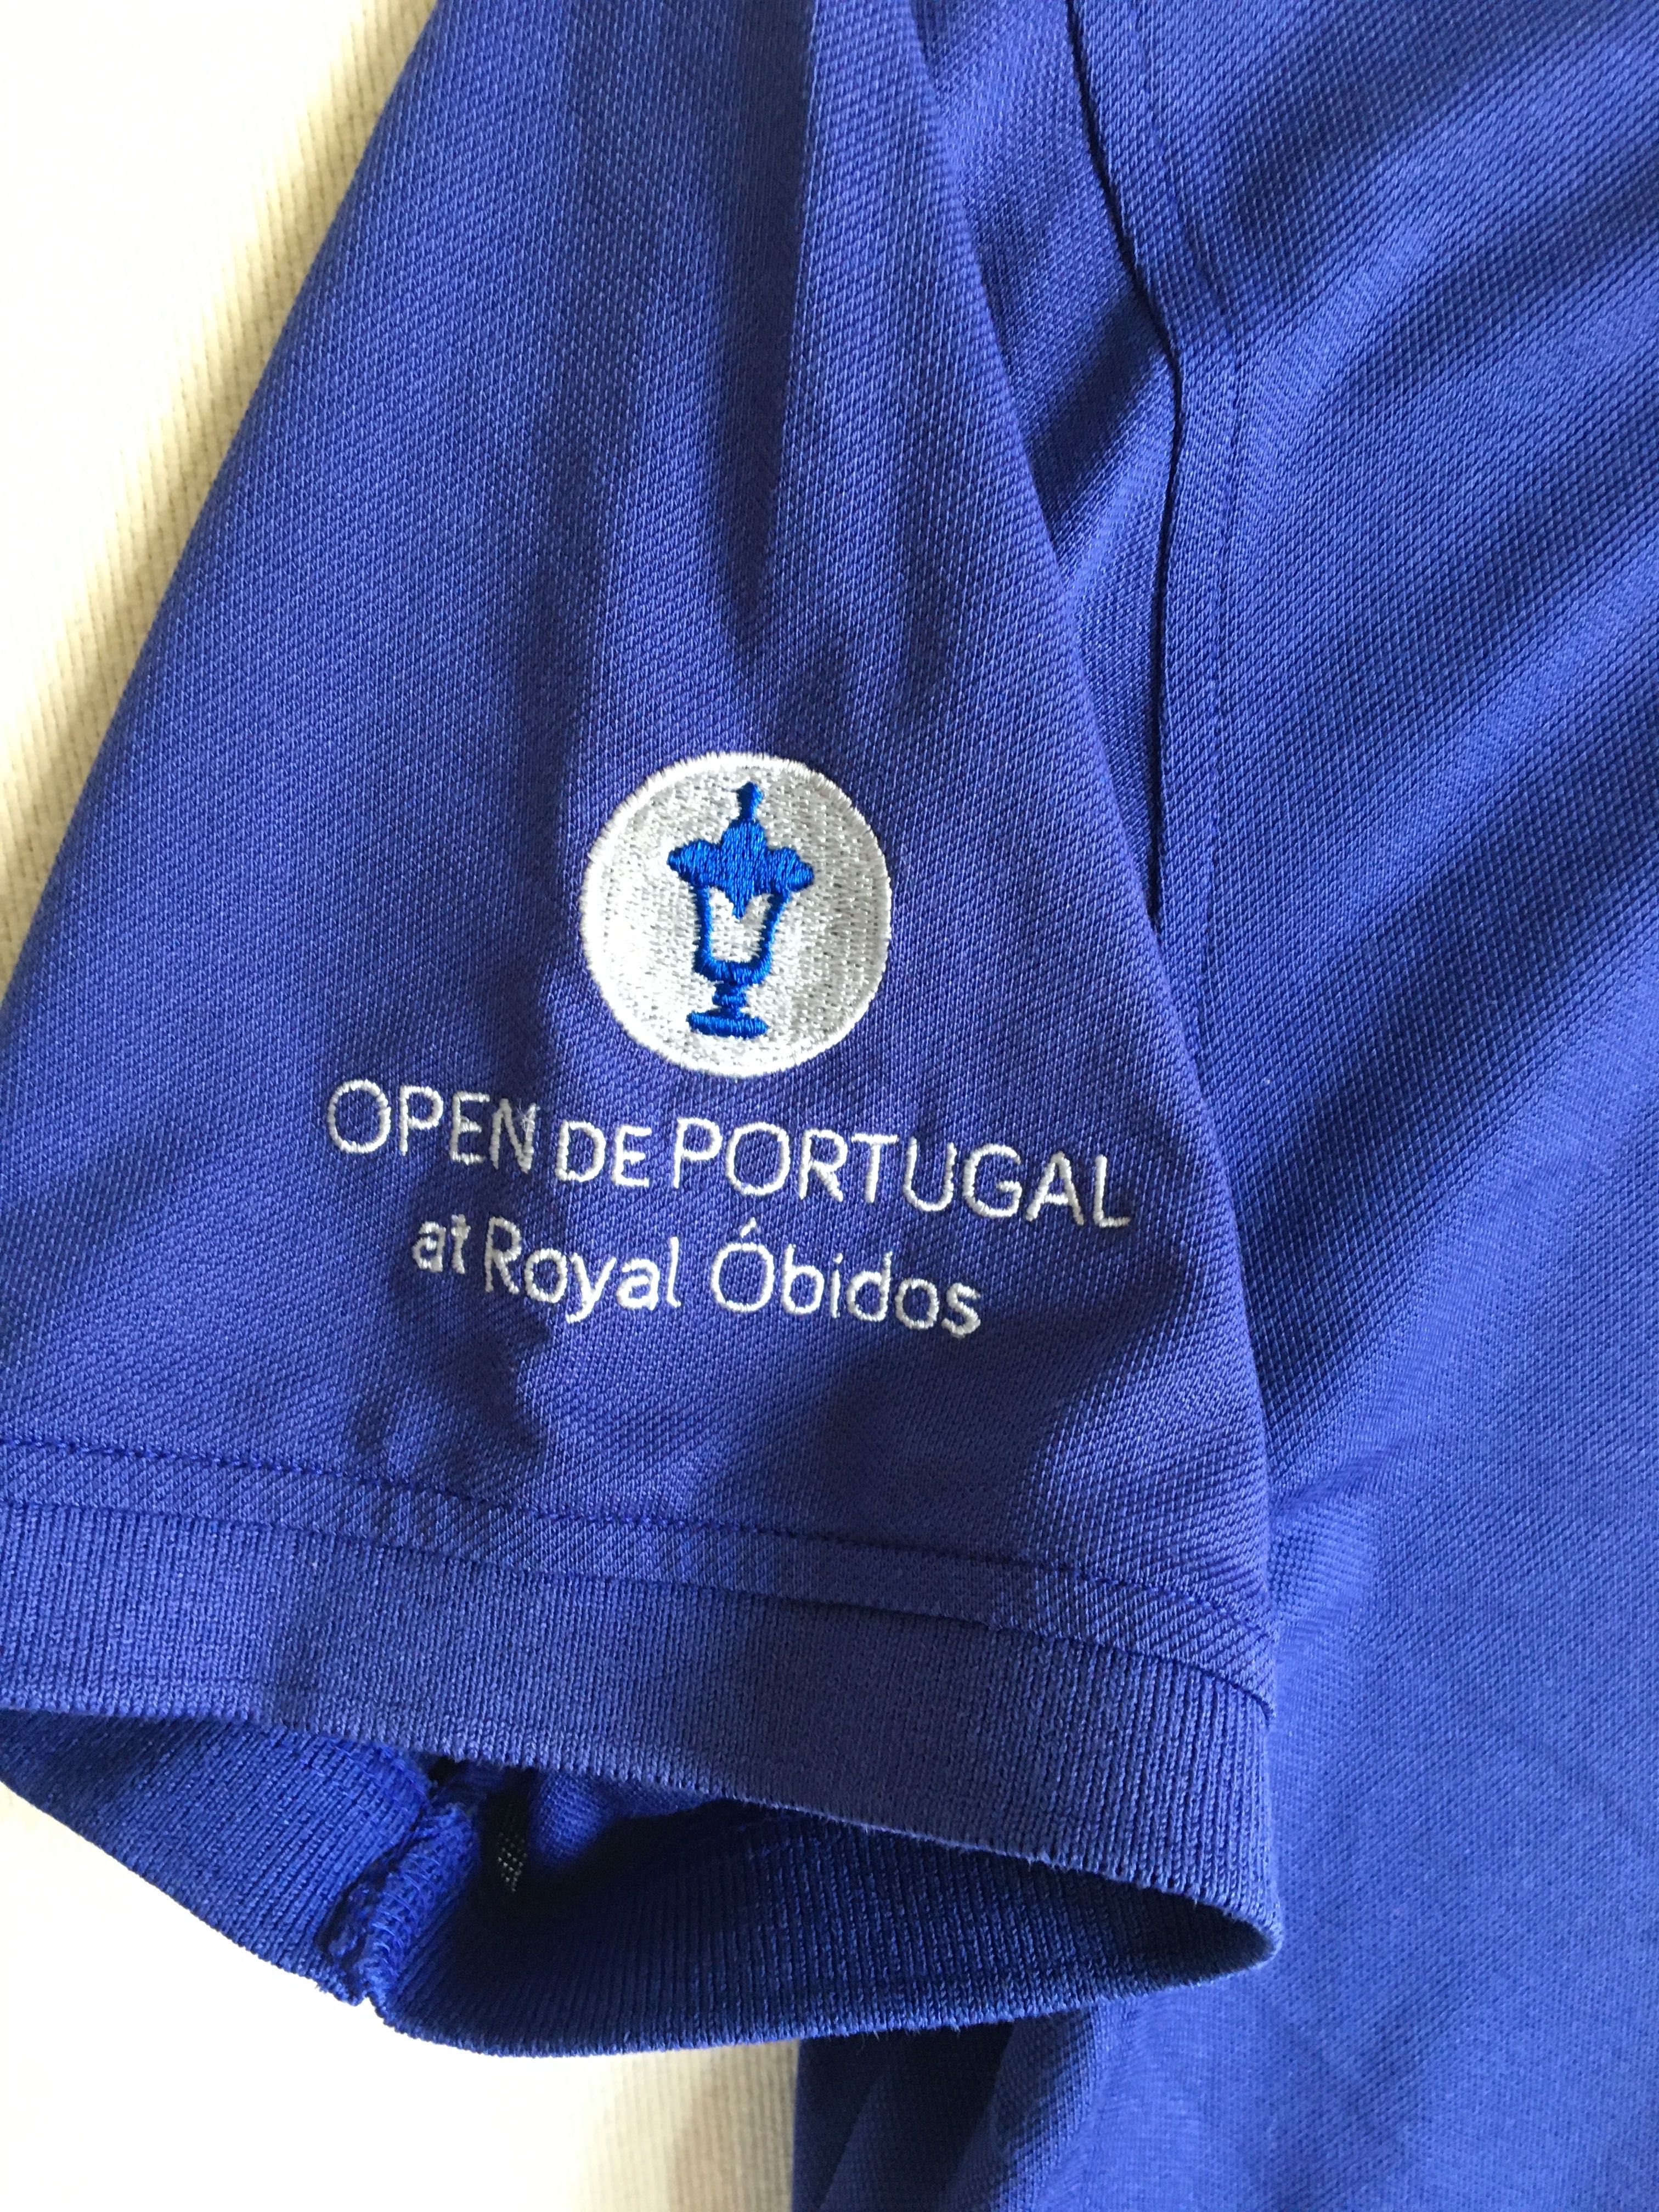 OPEN DE PORTUGAL
at Royal Óbidos